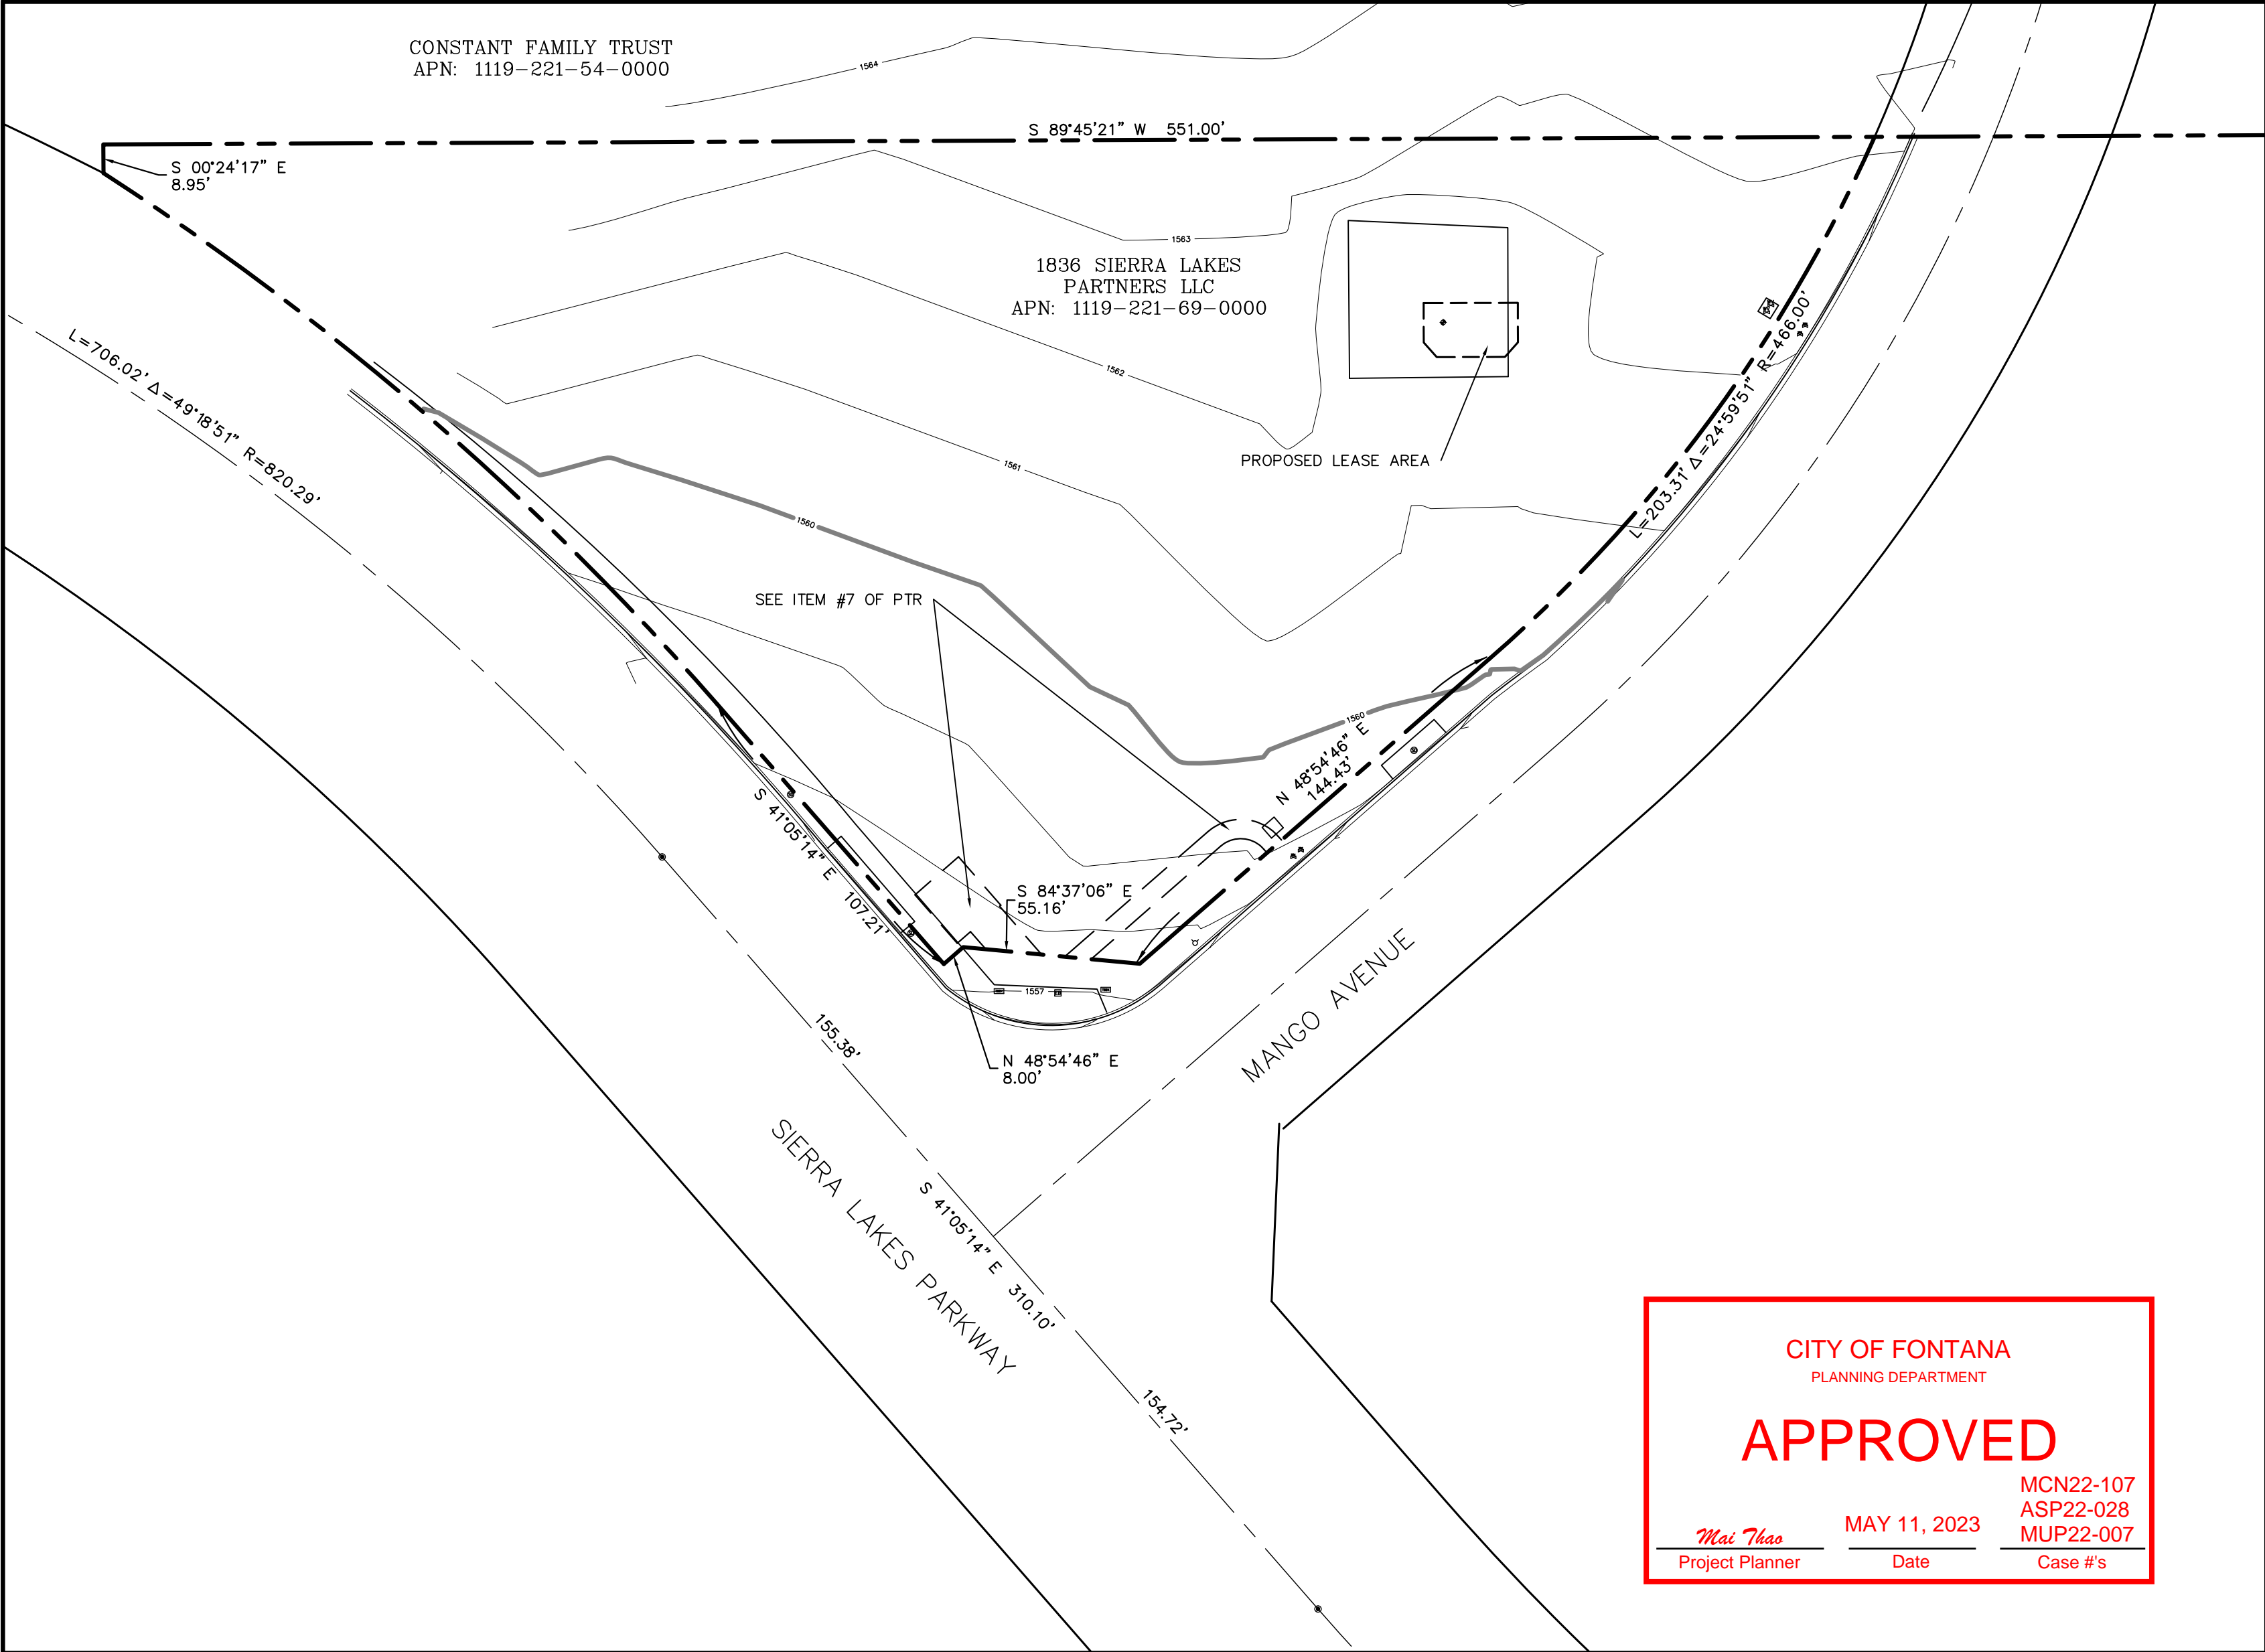 CONSTANT FAMILY TRUST
APN: 1119-221-54-0000
1564
S 89°45'21" W 551.00'
S 00°24'17" E
8.95'
1563
1836 SIERRA LAKES
PARTNERS LLC
APN: 1119-221-69-0000
L=706.02' Δ=49°18'51" R=820.29'
1562
L=203.31' Δ=24°59'51" R=466.00'
PROPOSED LEASE AREA
1561
1560
SEE ITEM #7 OF PTR
1560
N 48°54'46" E
144.43'
S 41°05'14" E 107.21'
S 84°37'06" E
55.16'
1557
155.38'
N 48°54'46" E
8.00'
MANGO AVENUE
SIERRA LAKES PARKWAY
S 41°05'14" E 310.10'
154.72'
CITY OF FONTANA
PLANNING DEPARTMENT
APPROVED
MCN22-107
ASP22-028
MUP22-007
Mai Thao
MAY 11, 2023
Project Planner
Date
Case #'s